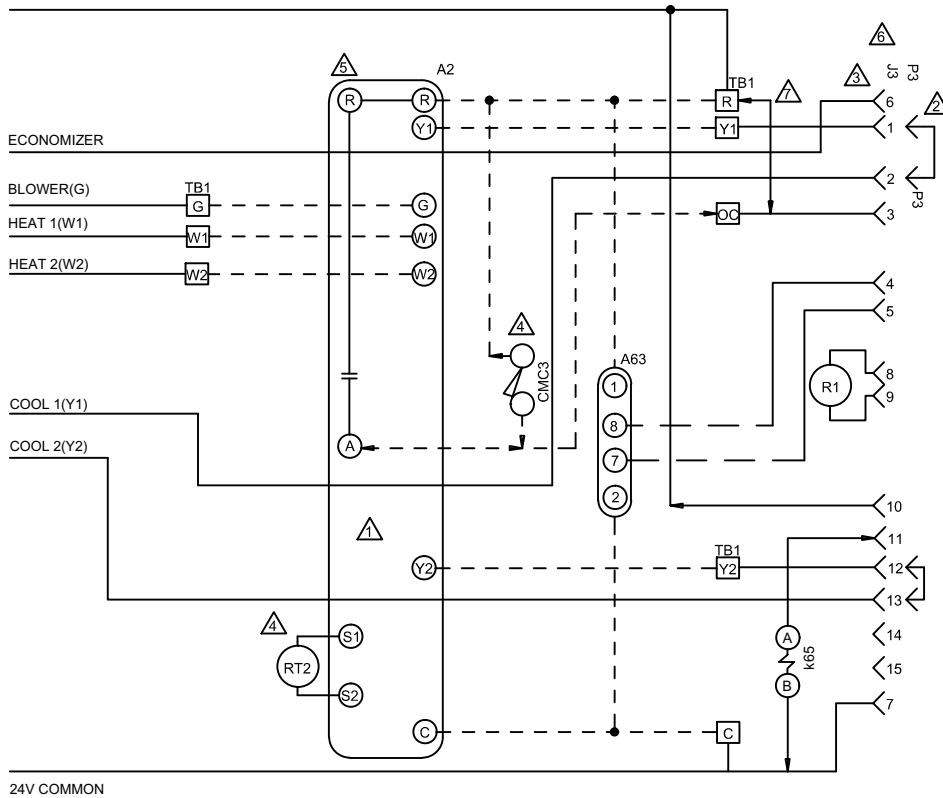 6
5
A2
3
J3
P3
TB1
7
2
R
R
R
6
Y1
Y1
1
ECONOMIZER
BLOWER(G)
TB1
G
G
2
P3
OC
3
HEAT 1(W1)
W1
W1
HEAT 2(W2)
W2
W2
4
5
4
CMC3
A63
1
R1
8
9
COOL 1(Y1)
8
COOL 2(Y2)
A
7
2
10
1
11
TB1
Y2
Y2
12
13
4
S1
A
k65
14
RT2
15
S2
B
7
C
C
24V COMMON